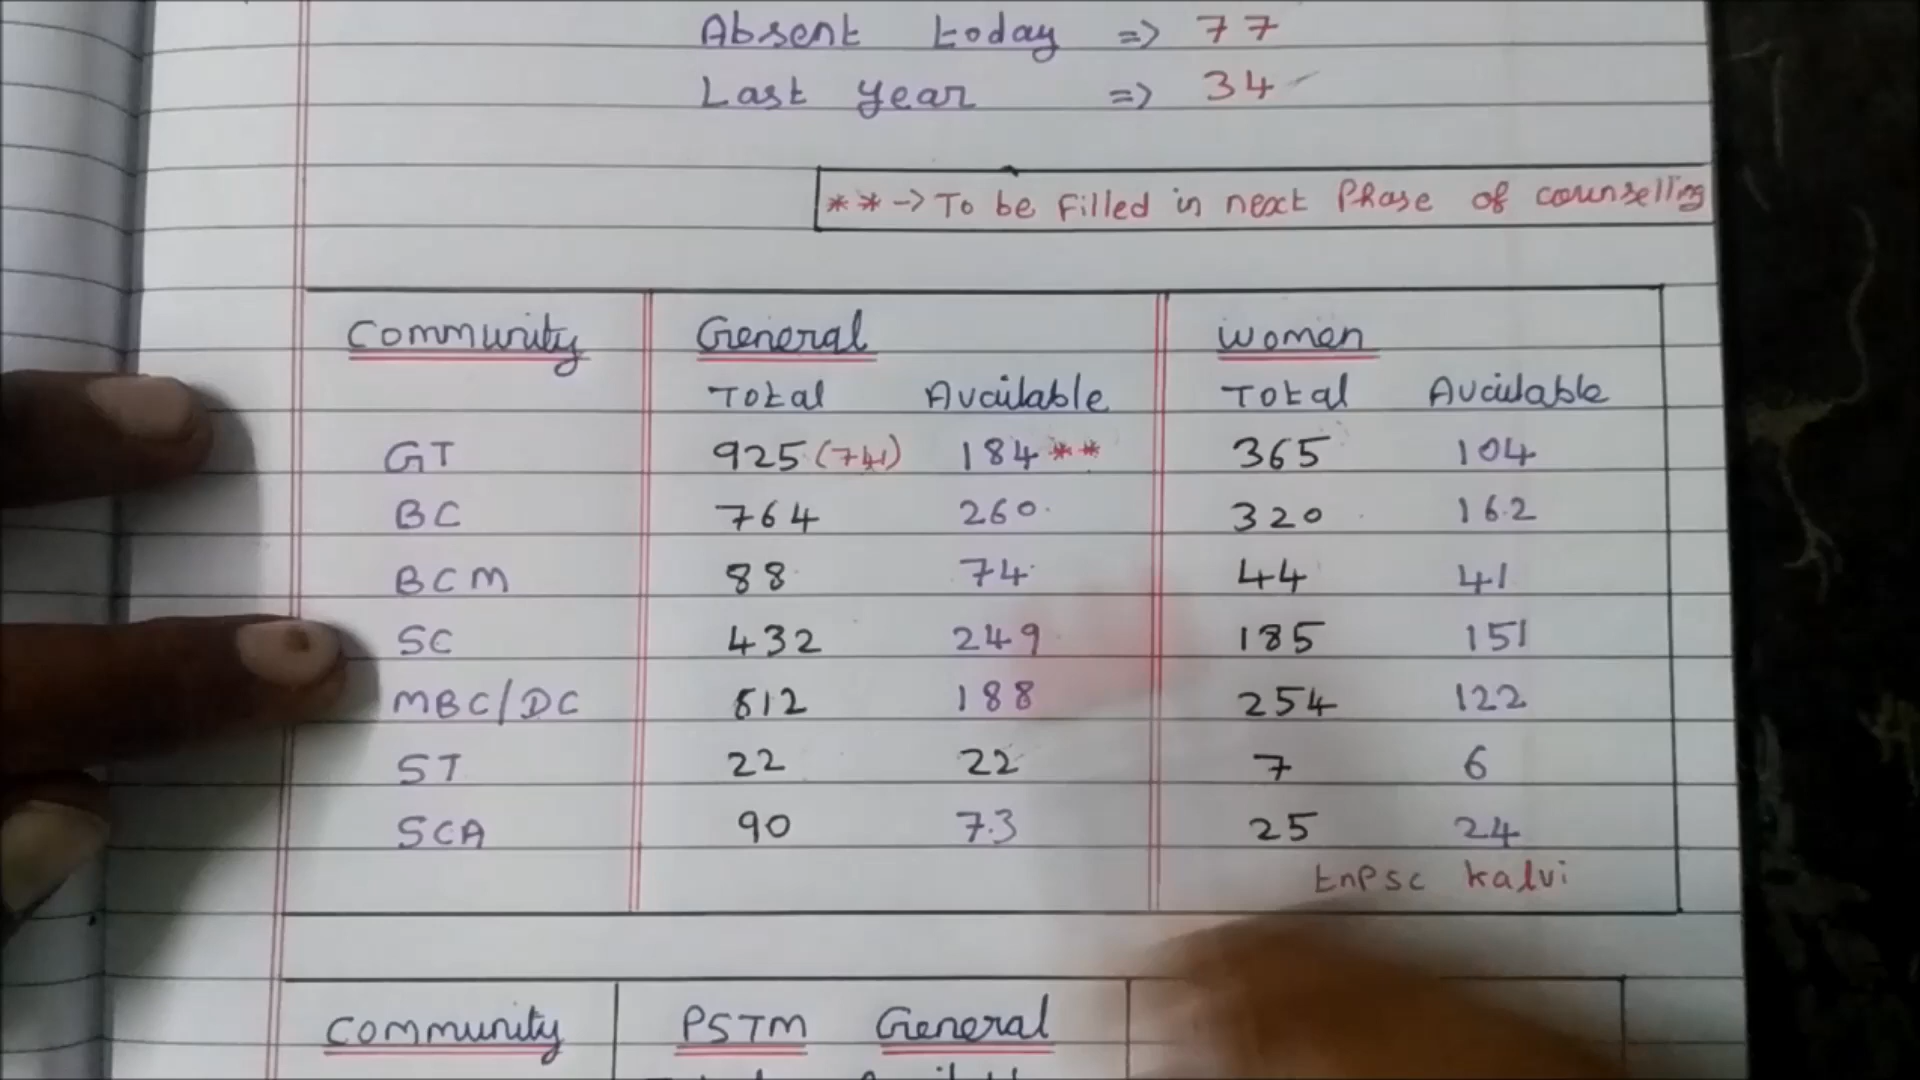 Absent today => 77
Last year => 34
** -> To be Filled in next Phase of counselling
Community General Women
Total Available Total Available
GT 925 (741) 184 ** 365 104
BC 764 260 320 162
BCM 88 74 44 41
SC 432 249 185 151
MBC/DC 612 188 254 122
ST 22 22 7 6
SCA 90 73 25 24
tnpsc kalvi
Community PSTM General